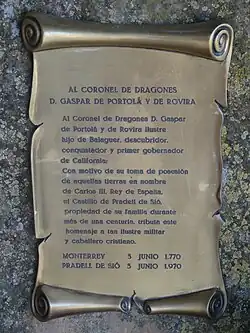 AL CORONEL DE DRAGONES
D. GASPAR DE PORTOLÁ Y DE ROVIRA
Al Coronel de Dragones D. Gaspar
de Portolá y de Rovira ilustre
hijo de Balaguer, descubridor,
conquistador y primer gobernador
de California:
Con motivo de su toma de posesión
de aquellas tierras en nombre
de Carlos III, Rey de España,
el Castillo de Pradell de Sió,
propiedad de su familia durante
más de una centuria, tributa este
homenaje a tan ilustre militar
y caballero cristiano.
MONTERREY 3 JUNIO 1.770
PRADELL DE SIÓ 3 JUNIO 1.970